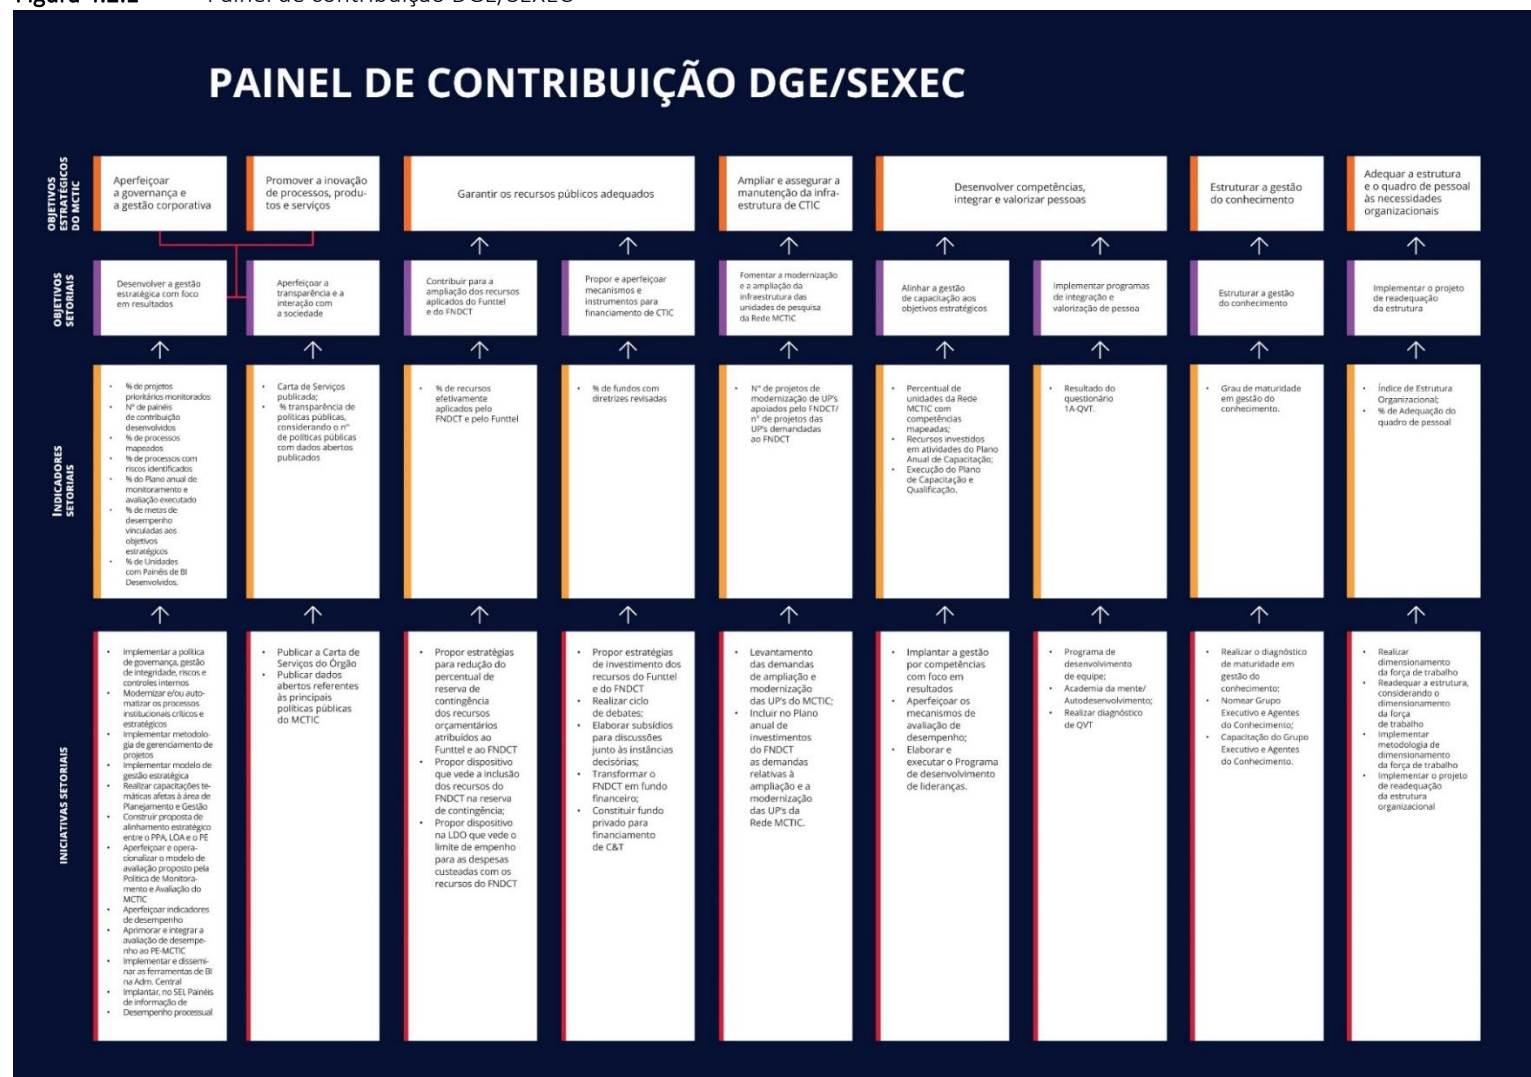 PAINEL DE CONTRIBUIÇÃO DGE/SEXEC
OBJETIVOS
ESTRATÉGICOS
DO MCTIC
Aperfeiçoar
a governança e
a gestão corporativa
Promover a inovação
de processos, produ-
tos e serviços
Garantir os recursos públicos adequados
Ampliar e assegurar a
manutenção da infra-
estrutura de CTIC
Desenvolver competências,
integrar e valorizar pessoas
Estruturar a gestão
do conhecimento
Adequar a estrutura
e o quadro de pessoal
às necessidades
organizacionais
OBJETIVOS
SETORIAIS
Desenvolver a gestão
estratégica com foco
em resultados
Aperfeiçoar a
transparência e a
interação com
a sociedade
Contribuir para a
ampliação dos recursos
aplicados do Funttel
e do FNDCT
Propor e aperfeiçoar
mecanismos e
instrumentos para
financiamento de CTIC
Fomentar a modernização
e a ampliação da
infraestrutura das
unidades de pesquisa
da Rede MCTIC
Alinhar a gestão
de capacitação aos
objetivos estratégicos
Implementar programas
de integração e
valorização de pessoa
Estruturar a gestão
do conhecimento
Implementar o projeto
de readequação
da estrutura
INDICADORES
SETORIAIS
• % de projetos
prioritários monitorados
• Nº de painéis
de contribuição
desenvolvidos
• % de processos
mapeados
• % de processos com
riscos identificados
• % do Plano anual de
monitoramento e
avaliação executado
• % de metas de
desempenho
vinculadas aos
objetivos
estratégicos
• % de Unidades
com Painéis de BI
Desenvolvidos.
• Carta de Serviços
publicada;
• % transparência de
políticas públicas,
considerando o nº
de políticas públicas
com dados abertos
publicados
• % de recursos
efetivamente
aplicados pelo
FNDCT e pelo Funttel
• % de fundos com
diretrizes revisadas
• Nº de projetos de
modernização de UP's
apoiados pelo FNDCT/
nº de projetos das
UP's demandadas
ao FNDCT
• Percentual de
unidades da Rede
MCTIC com
competências
mapeadas;
• Recursos investidos
em atividades do Plano
Anual de Capacitação;
• Execução do Plano
de Capacitação e
Qualificação.
• Resultado do
questionário
1A-QVT.
• Grau de maturidade
em gestão do
conhecimento.
• Índice de Estrutura
Organizacional;
• % de Adequação do
quadro de pessoal
INICIATIVAS SETORIAIS
• Implementar a política
de governança, gestão
de integridade, riscos e
controles internos
• Modernizar e/ou auto-
matizar os processos
institucionais críticos e
estratégicos
• Implementar metodolo-
gia de gerenciamento de
projetos
• Implementar modelo de
gestão estratégica
• Realizar capacitações te-
máticas afetas à área de
Planejamento e Gestão
• Construir proposta de
alinhamento estratégico
entre o PPA, LOA e o PE
• Aperfeiçoar e opera-
cionalizar o modelo de
avaliação proposto pela
Política de Monitora-
mento e Avaliação do
MCTIC
• Aperfeiçoar indicadores
de desempenho
• Aprimorar e integrar a
avaliação de desempe-
nho ao PE-MCTIC
• Implementar e dissemi-
nar as ferramentas de BI
na Adm. Central
• Implantar, no SEI, Painéis
de informação de
• Desempenho processual
• Publicar a Carta de
Serviços do Órgão
• Publicar dados
abertos referentes
às principais
políticas públicas
do MCTIC
• Propor estratégias
para redução do
percentual de
reserva de
contingência
dos recursos
orçamentários
atribuídos ao
Funttel e ao FNDCT
• Propor dispositivo
que vede a inclusão
dos recursos do
FNDCT na reserva
de contingência;
• Propor dispositivo
na LDO que vede o
limite de empenho
para as despesas
custeadas com os
recursos do FNDCT
• Propor estratégias
de investimento dos
recursos do Funttel
e do FNDCT
• Realizar ciclo
de debates;
• Elaborar subsídios
para discussões
junto às instâncias
decisórias;
• Transformar o
FNDCT em fundo
financeiro;
• Constituir fundo
privado para
financiamento
de C&T
• Levantamento
das demandas
de ampliação e
modernização
das UP's do MCTIC;
• Incluir no Plano
anual de
investimentos
do FNDCT
as demandas
relativas à
ampliação e a
modernização
das UP's da
Rede MCTIC.
• Implantar a gestão
por competências
com foco em
resultados
• Aperfeiçoar os
mecanismos de
avaliação de
desempenho;
• Elaborar e
executar o Programa
de desenvolvimento
de lideranças.
• Programa de
desenvolvimento
de equipe;
• Academia da mente/
Autodesenvolvimento;
• Realizar diagnóstico
de QVT
• Realizar o diagnóstico
de maturidade em
gestão do
conhecimento;
• Nomear Grupo
Executivo e Agentes
do Conhecimento;
• Capacitação do Grupo
Executivo e Agentes
do Conhecimento.
• Realizar
dimensionamento
da força de trabalho
• Readequar a estrutura,
considerando o
dimensionamento
da força
de trabalho
• Implementar
metodologia de
dimensionamento
da força de trabalho
• Implementar o projeto
de readequação
da estrutura
organizacional